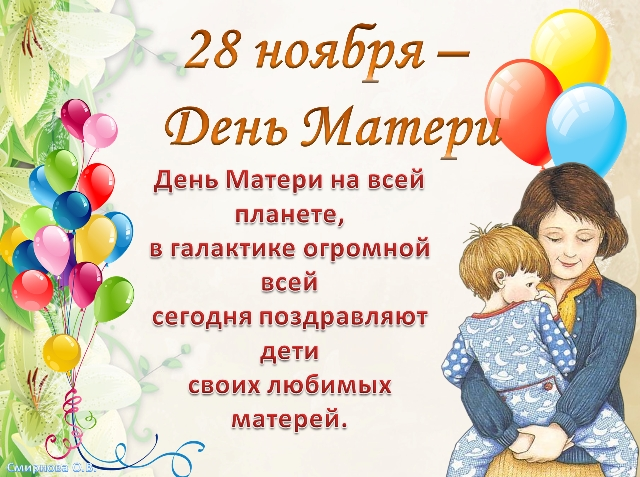 28 ноября –
День Матери
День Матери на всей
планете,
в галактике огромной
всей
сегодня поздравляют
дети
своих любимых
матерей.
Смирнова О.В.